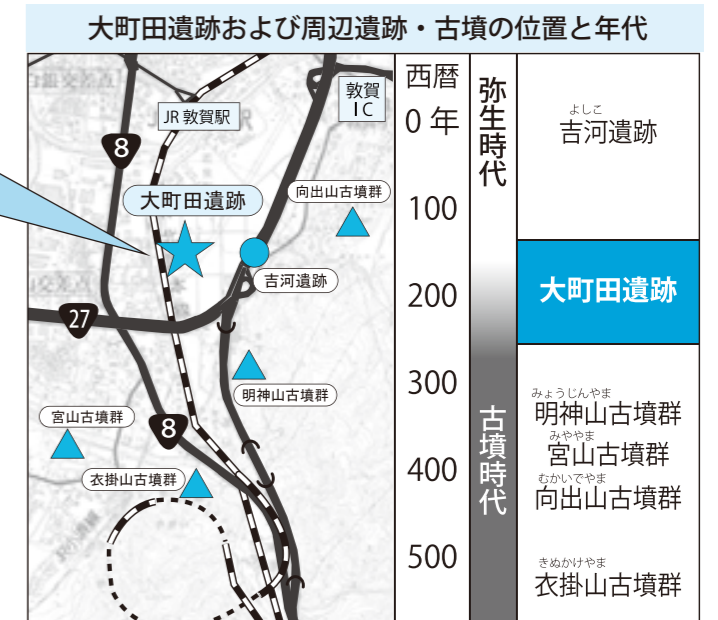 大町田遺跡および周辺遺跡・古墳の位置と年代
JR 敦賀駅
敦賀
IC
8
大町田遺跡
向出山古墳群
吉河遺跡
27
明神山古墳群
宮山古墳群
8
衣掛山古墳群
西暦
0 年
100
200
300
400
500
弥生時代
古墳時代
よしこ
吉河遺跡
大町田遺跡
みょうじんやま
明神山古墳群
みややま
宮山古墳群
むかいでやま
向出山古墳群
きぬかけやま
衣掛山古墳群